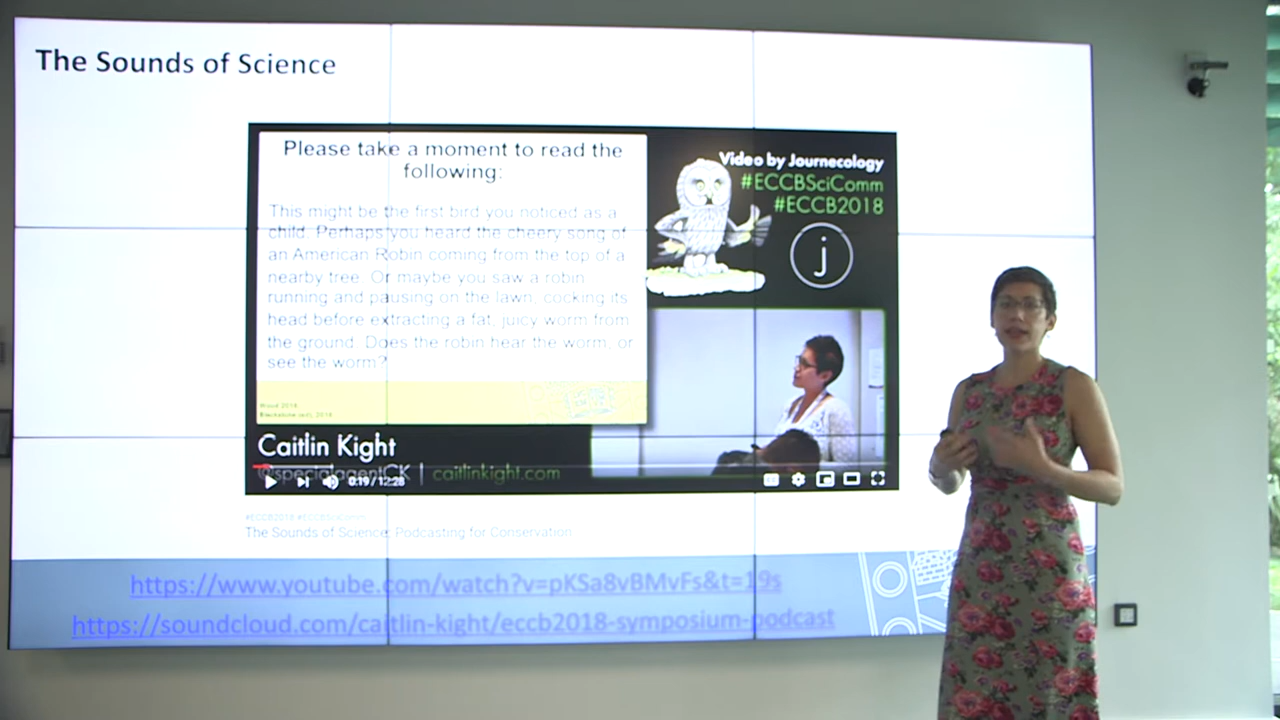 The Sounds of Science
Please take a moment to read the
following:
This might be the first bird you noticed as a
child. Perhaps you heard the cheery song of
an American Robin coming from the top of a
nearby tree. Or maybe you saw a robin
running and pausing on the lawn, cocking its
head before extracting a fat, juicy worm from
the ground. Does the robin hear the worm, or
see the worm?
Wood 2018
Blackstone (ed), 2018
Video by Journecology
#ECCBSciComm
#ECCB2018
j
Caitlin Kight
@specialagentCK | caitlinkight.com
0:19 / 12:28
#ECCB2018 #ECCBSciComm
The Sounds of Science: Podcasting for Conservation
https://www.youtube.com/watch?v=pKSa8vBMvFs&t=19s
https://soundcloud.com/caitlin-kight/eccb2018-symposium-podcast